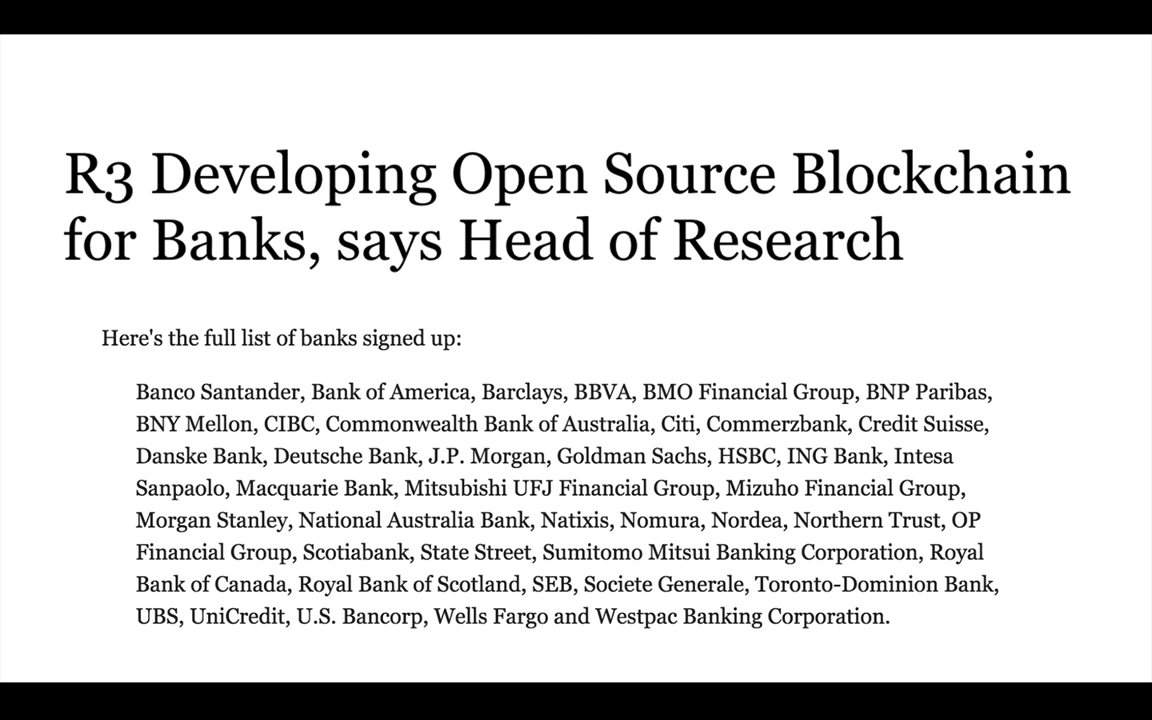 R3 Developing Open Source Blockchain
for Banks, says Head of Research
Here's the full list of banks signed up:
Banco Santander, Bank of America, Barclays, BBVA, BMO Financial Group, BNP Paribas,
BNY Mellon, CIBC, Commonwealth Bank of Australia, Citi, Commerzbank, Credit Suisse,
Danske Bank, Deutsche Bank, J.P. Morgan, Goldman Sachs, HSBC, ING Bank, Intesa
Sanpaolo, Macquarie Bank, Mitsubishi UFJ Financial Group, Mizuho Financial Group,
Morgan Stanley, National Australia Bank, Natixis, Nomura, Nordea, Northern Trust, OP
Financial Group, Scotiabank, State Street, Sumitomo Mitsui Banking Corporation, Royal
Bank of Canada, Royal Bank of Scotland, SEB, Societe Generale, Toronto-Dominion Bank,
UBS, UniCredit, U.S. Bancorp, Wells Fargo and Westpac Banking Corporation.